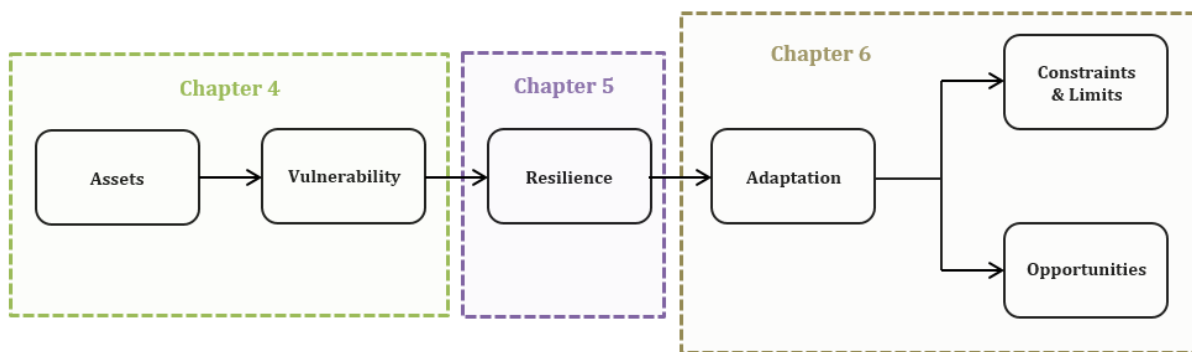 Chapter 4
Assets
Vulnerability
Chapter 5
Resilience
Chapter 6
Adaptation
Constraints
& Limits
Opportunities